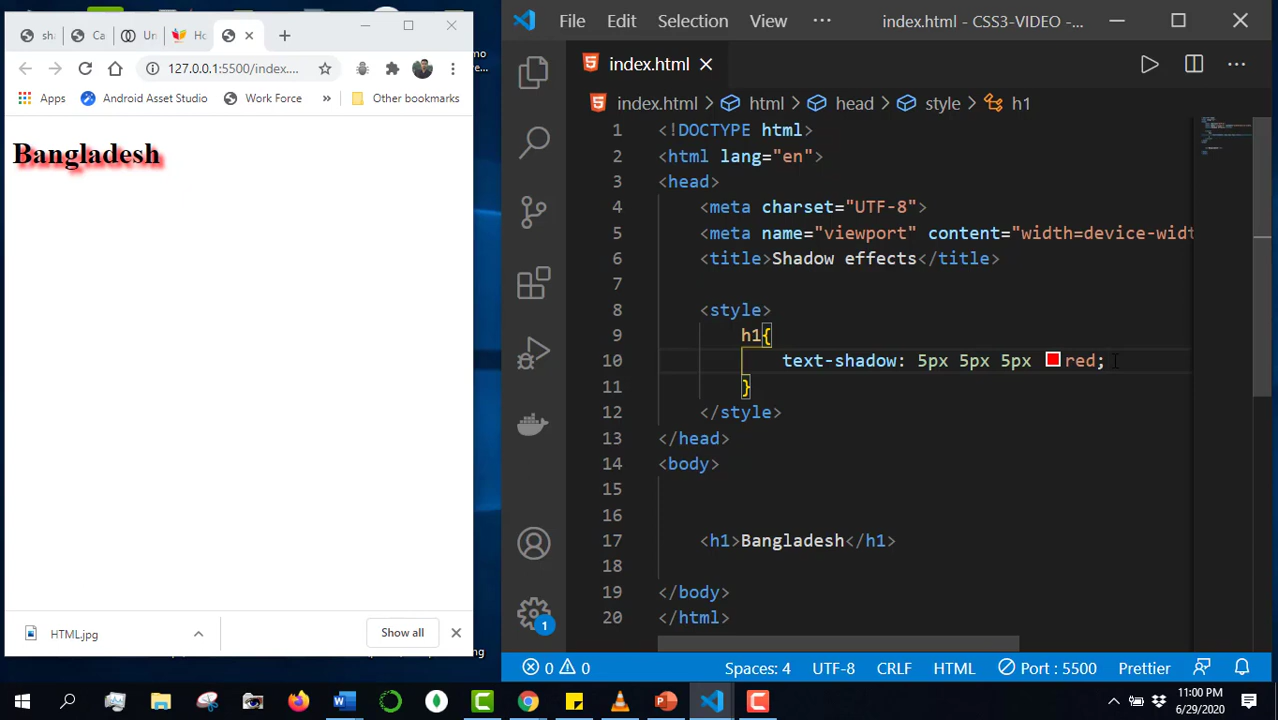 sh
Ca
Un
Ho
127.0.0.1:5500/index....
Apps
Android Asset Studio
Work Force
»
Other bookmarks
Bangladesh
HTML.jpg
Show all
File Edit Selection View ··· index.html - CSS3-VIDEO -...
index.html
index.html > html > head > style > h1
1 <!DOCTYPE html>
2 <html lang="en">
3 <head>
4 <meta charset="UTF-8">
5 <meta name="viewport" content="width=device-widt
6 <title>Shadow effects</title>
7
8 <style>
9 h1{
10 text-shadow: 5px 5px 5px red;
11 }
12 </style>
13 </head>
14 <body>
15
16
17 <h1>Bangladesh</h1>
18
19 </body>
20 </html>
1
0 0 Spaces: 4 UTF-8 CRLF HTML Port : 5500 Prettier
11:00 PM
6/29/2020